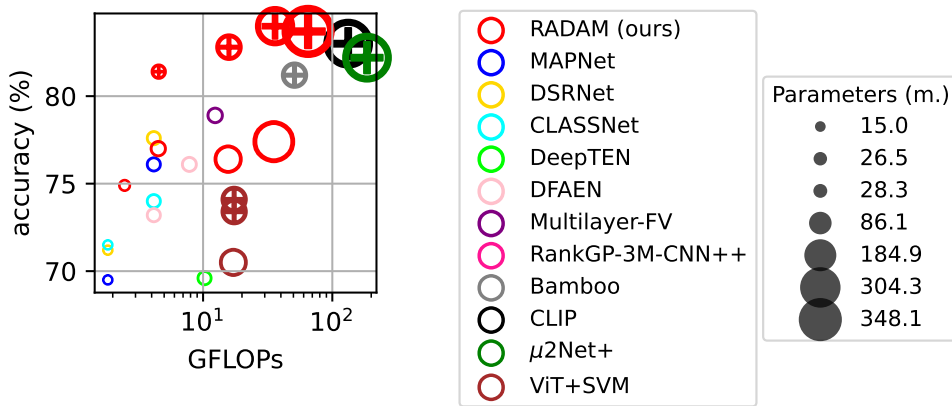 accuracy (%)
80
75
70
10¹
10²
GFLOPs
RADAM (ours)
MAPNet
DSRNet
CLASSNet
DeepTEN
DFAEN
Multilayer-FV
RankGP-3M-CNN++
Bamboo
CLIP
μ2Net+
ViT+SVM
Parameters (m.)
15.0
26.5
28.3
86.1
184.9
304.3
348.1